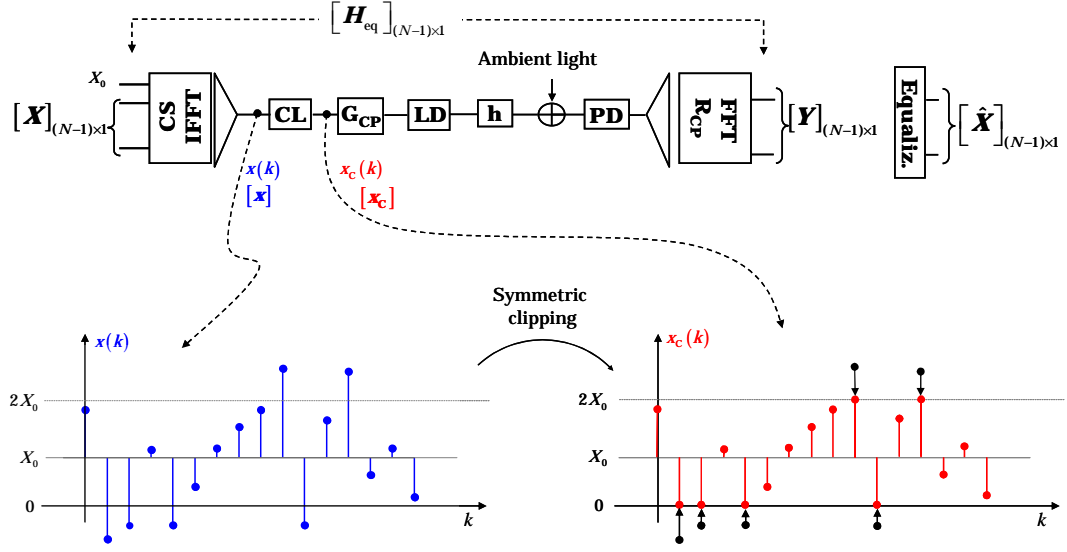 [H_eq]_(N−1)×1
Ambient light
X_0
[X]_(N−1)×1
CS
IFFT
CL
G_CP
LD
h
PD
FFT
R_CP
[Y]_(N−1)×1
Equaliz.
[X̂]_(N−1)×1
x(k)
[x]
x_C(k)
[x_C]
Symmetric
clipping
x(k)
2X_0
X_0
0
k
x_C(k)
2X_0
X_0
0
k